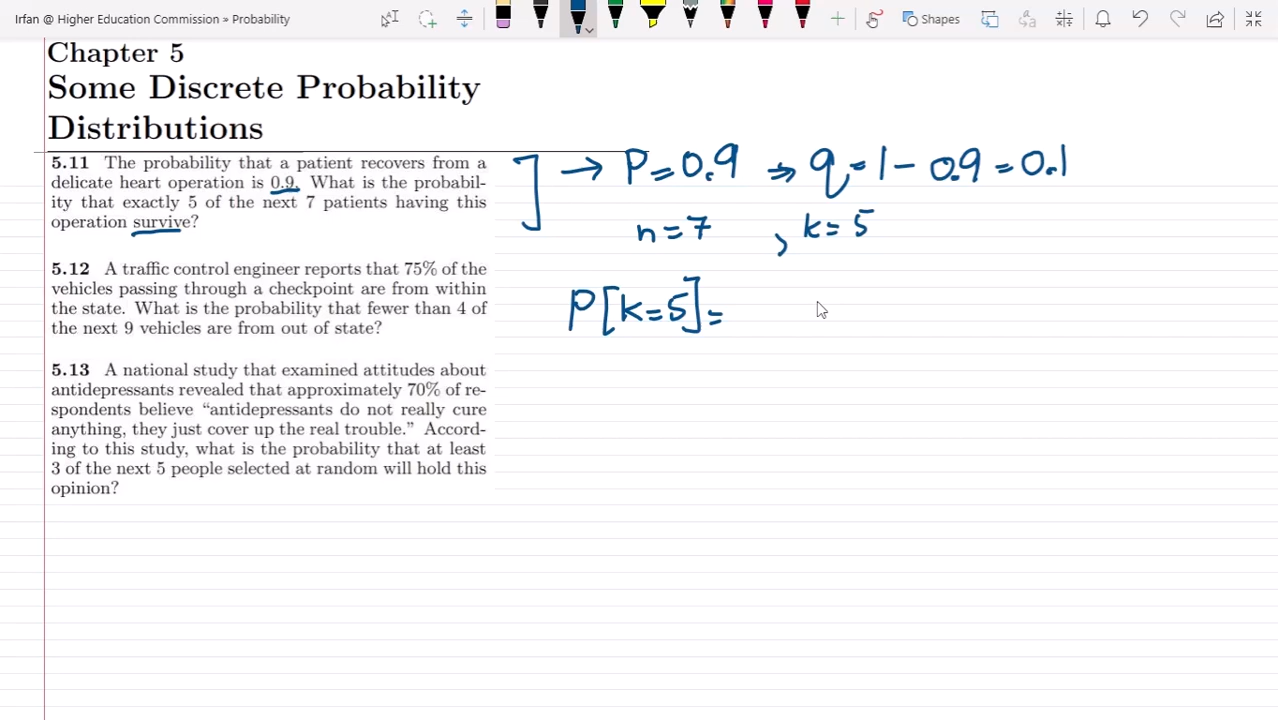 Irfan @ Higher Education Commission » Probability
Shapes
Chapter 5
Some Discrete Probability
Distributions
5.11 The probability that a patient recovers from a
delicate heart operation is 0.9. What is the probabil-
ity that exactly 5 of the next 7 patients having this
operation survive?
5.12 A traffic control engineer reports that 75% of the
vehicles passing through a checkpoint are from within
the state. What is the probability that fewer than 4 of
the next 9 vehicles are from out of state?
5.13 A national study that examined attitudes about
antidepressants revealed that approximately 70% of re-
spondents believe “antidepressants do not really cure
anything, they just cover up the real trouble.” Accord-
ing to this study, what is the probability that at least
3 of the next 5 people selected at random will hold this
opinion?
] → P = 0.9 ⇒ q = 1 - 0.9 = 0.1
n = 7 , k = 5
P[k=5] =